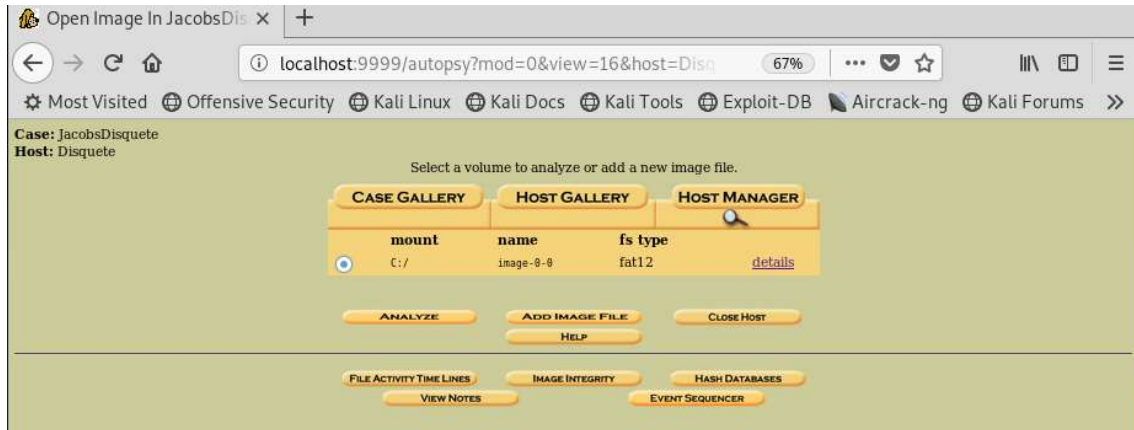 Open Image In JacobsDis × +
localhost:9999/autopsy?mod=0&view=16&host=Disq 67%
Most Visited Offensive Security Kali Linux Kali Docs Kali Tools Exploit-DB Aircrack-ng Kali Forums
Case: JacobsDisquete
Host: Disquete
Select a volume to analyze or add a new image file.
CASE GALLERY HOST GALLERY HOST MANAGER
mount name fs type
C:/ image-0-0 fat12 details
ANALYZE ADD IMAGE FILE CLOSE HOST
HELP
FILE ACTIVITY TIME LINES IMAGE INTEGRITY HASH DATABASES
VIEW NOTES EVENT SEQUENCER